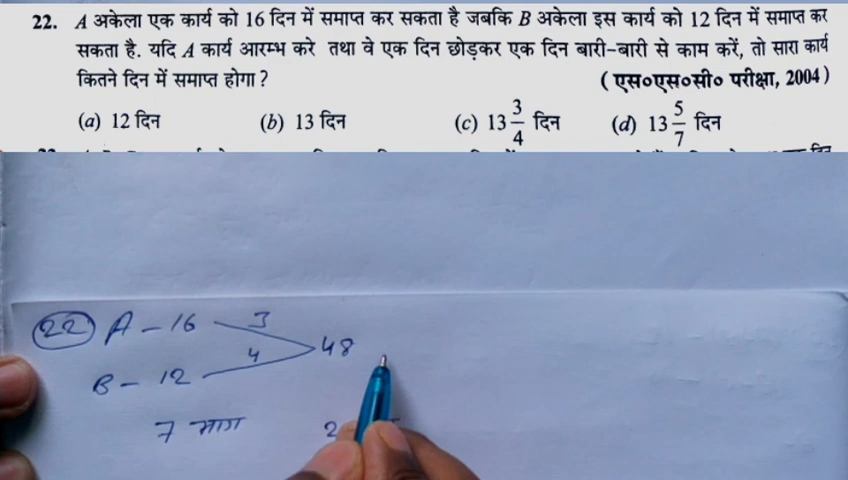 22. A अकेला एक कार्य को 16 दिन में समाप्त कर सकता है जबकि B अकेला इस कार्य को 12 दिन में समाप्त कर
सकता है. यदि A कार्य आरम्भ करे तथा वे एक दिन छोड़कर एक दिन बारी-बारी से काम करें, तो सारा कार्य
कितने दिन में समाप्त होगा ?
(एस०एस०सी० परीक्षा, 2004)
(a) 12 दिन (b) 13 दिन (c) 13 3/4 दिन (d) 13 5/7 दिन
22 A - 16 3
4 48
B - 12
7 भाग 2